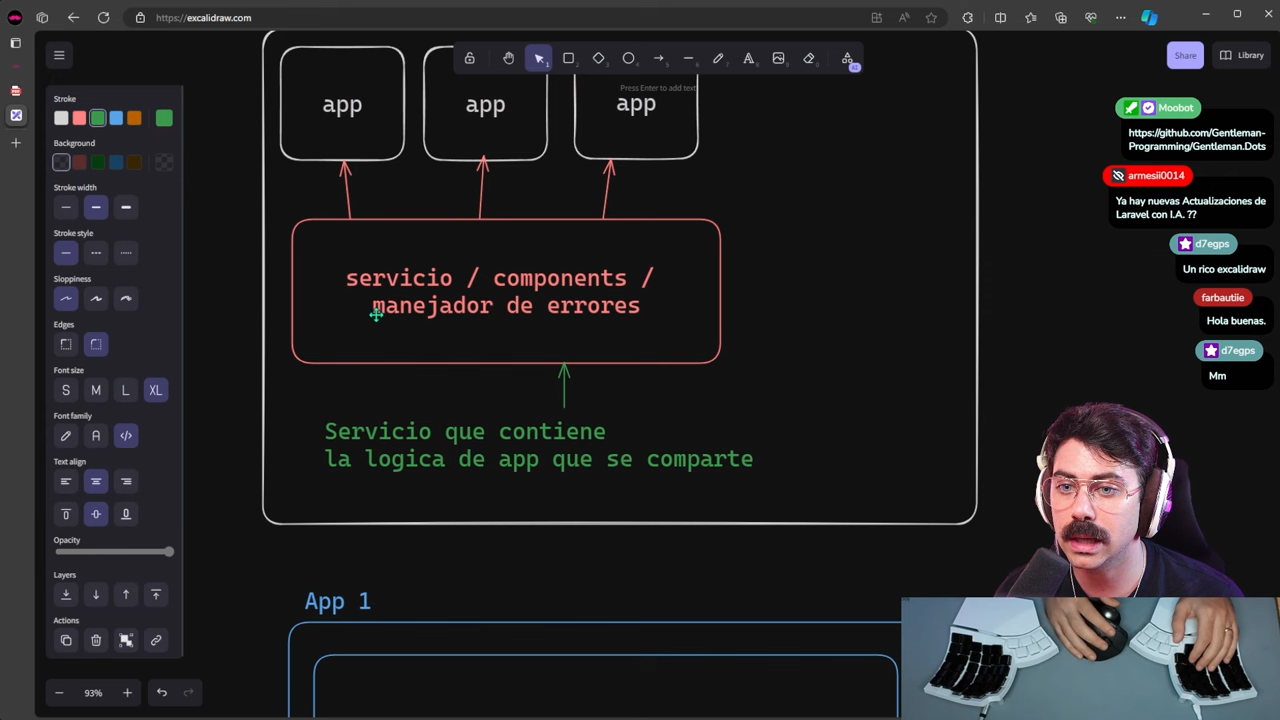 https://excalidraw.com
Share
Library
Press Enter to add text
app
app
app
Stroke
Background
Stroke width
Stroke style
Sloppiness
Edges
Font size
S
M
L
XL
Font family
A
Text align
Opacity
Layers
Actions
93%
servicio / components /
manejador de errores
Servicio que contiene
la logica de app que se comparte
App 1
Moobot
https://github.com/Gentleman-
Programming/Gentleman.Dots
armesii0014
Ya hay nuevas Actualizaciones de
Laravel con I.A. ??
d7egps
Un rico excalidraw
farbautiie
Hola buenas.
d7egps
Mm